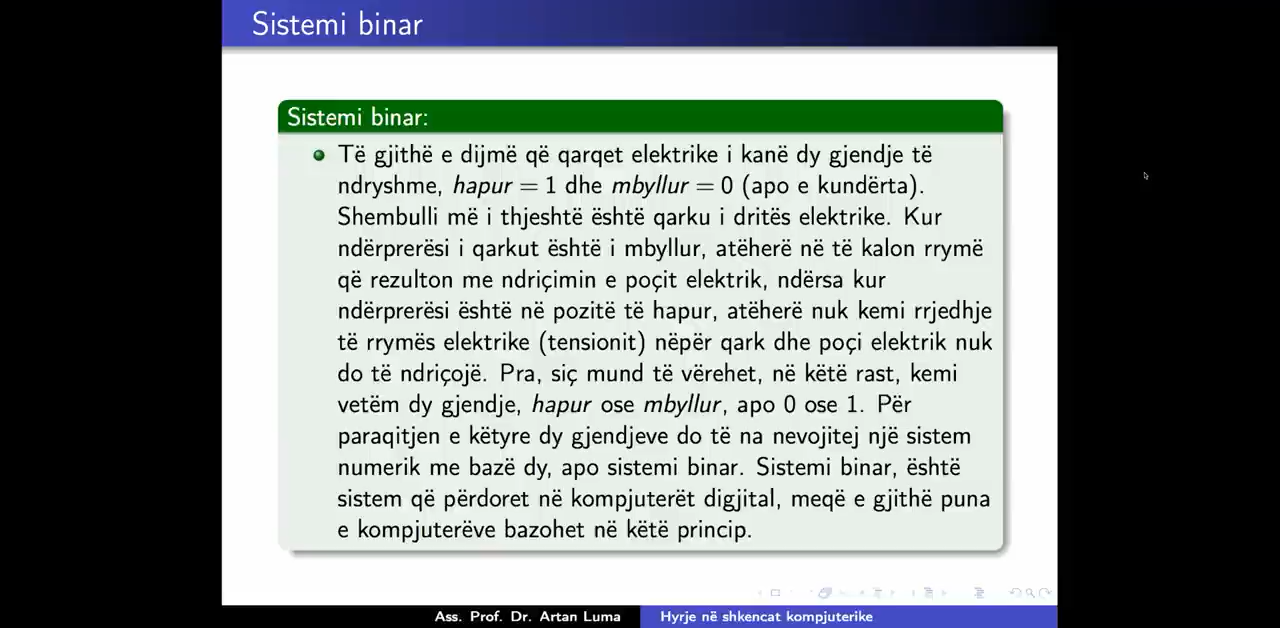 Sistemi binar
Sistemi binar:
Të gjithë e dijmë që qarqet elektrike i kanë dy gjendje të
ndryshme, hapur = 1 dhe mbyllur = 0 (apo e kundërta).
Shembulli më i thjeshtë është qarku i dritës elektrike. Kur
ndërprerësi i qarkut është i mbyllur, atëherë në të kalon rrymë
që rezulton me ndriçimin e poçit elektrik, ndërsa kur
ndërprerësi është në pozitë të hapur, atëherë nuk kemi rrjedhje
të rrymës elektrike (tensionit) nëpër qark dhe poçi elektrik nuk
do të ndriçojë. Pra, siç mund të vërehet, në këtë rast, kemi
vetëm dy gjendje, hapur ose mbyllur, apo 0 ose 1. Për
paraqitjen e këtyre dy gjendjeve do të na nevojitej një sistem
numerik me bazë dy, apo sistemi binar. Sistemi binar, është
sistem që përdoret në kompjuterët digjital, meqë e gjithë puna
e kompjuterëve bazohet në këtë princip.
Ass. Prof. Dr. Artan Luma
Hyrje në shkencat kompjuterike